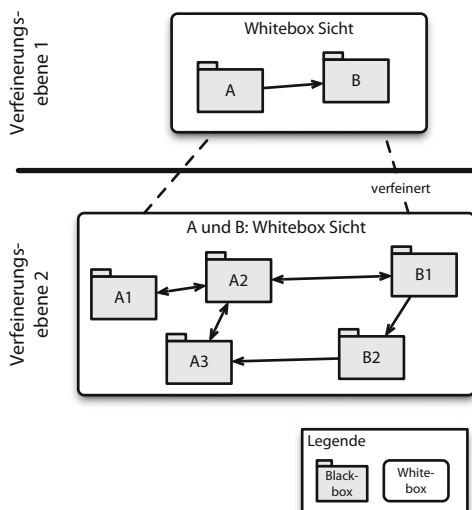 Verfeinerungs-
ebene 1
Whitebox Sicht
A
B
verfeinert
Verfeinerungs-
ebene 2
A und B: Whitebox Sicht
A1
A2
B1
A3
B2
Legende
Black-
box
White-
box